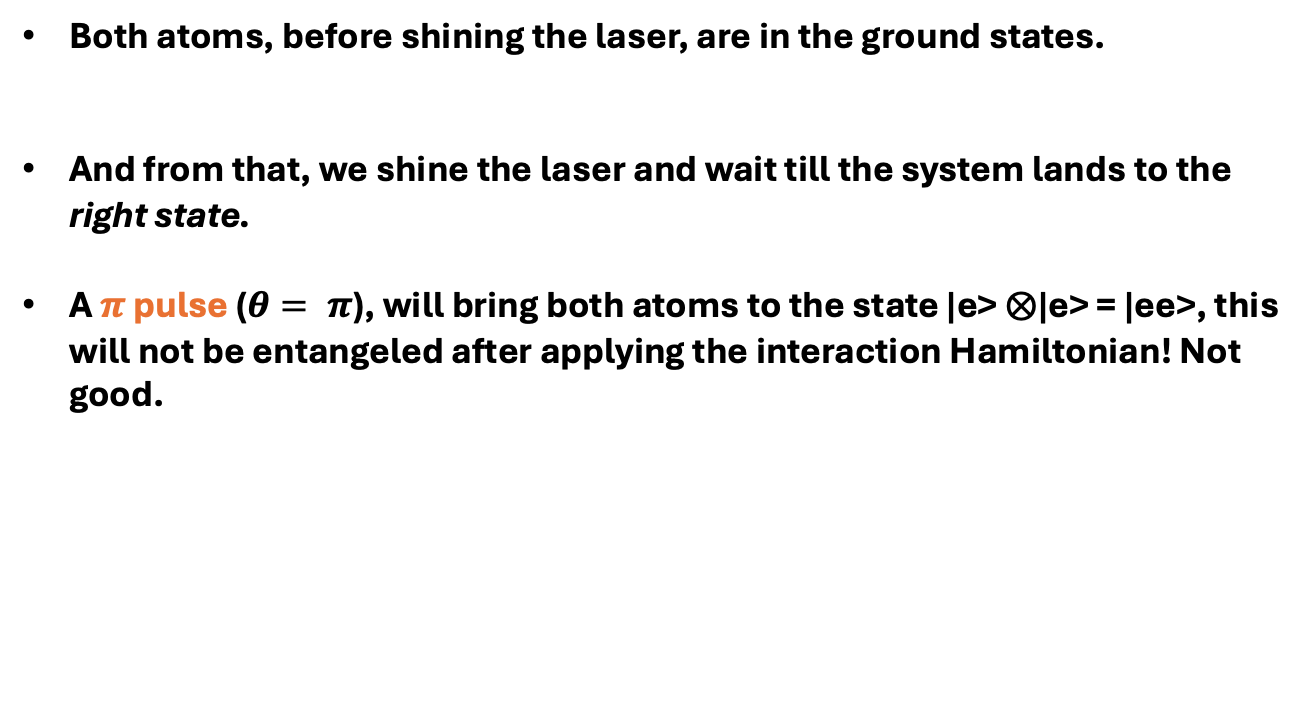 • Both atoms, before shining the laser, are in the ground states.
• And from that, we shine the laser and wait till the system lands to the
right state.
• A π pulse (θ = π), will bring both atoms to the state |e> ⊗|e> = |ee>, this
will not be entangeled after applying the interaction Hamiltonian! Not
good.